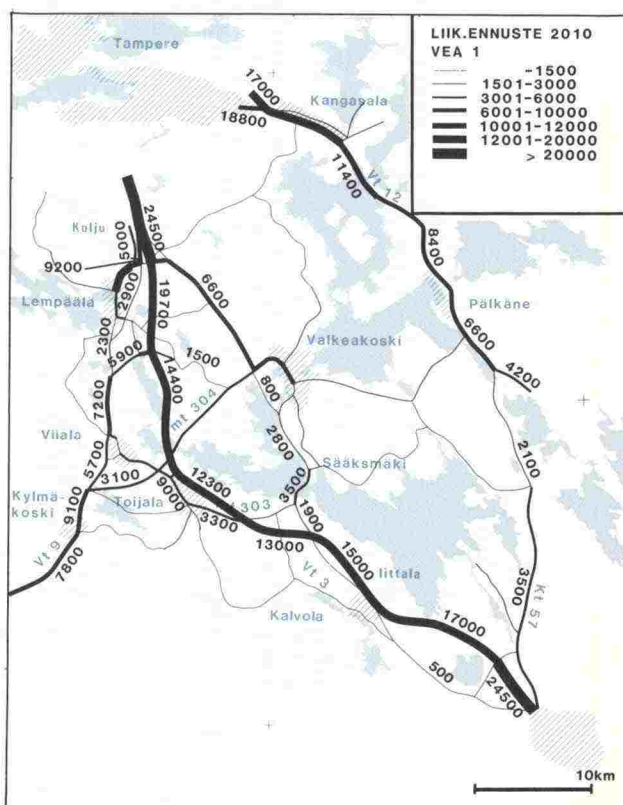 LIIK.ENNUSTE 2010
VEA 1
-1500
1501-3000
3001-6000
6001-10000
10001-12000
12001-20000
> 20000
Tampere
17000
Kangasala
18800
11400
Vt 12
Kulju
5000
24500
9200
8400
Lempäälä
2900
19700
6600
Pälkäne
2300
5900
1500
Valkeakoski
6600
14400
800
4200
7200
mt 304
Viiala
2800
5700
Sääksmäki
2100
3100
12300
3500
Kylmä-
koski
9100
Toijala
9000
303
3300
1900
13000
15000
Vt 9
7800
Vt 3
Iittala
3500
Kt 57
Kalvola
17000
500
24500
10km